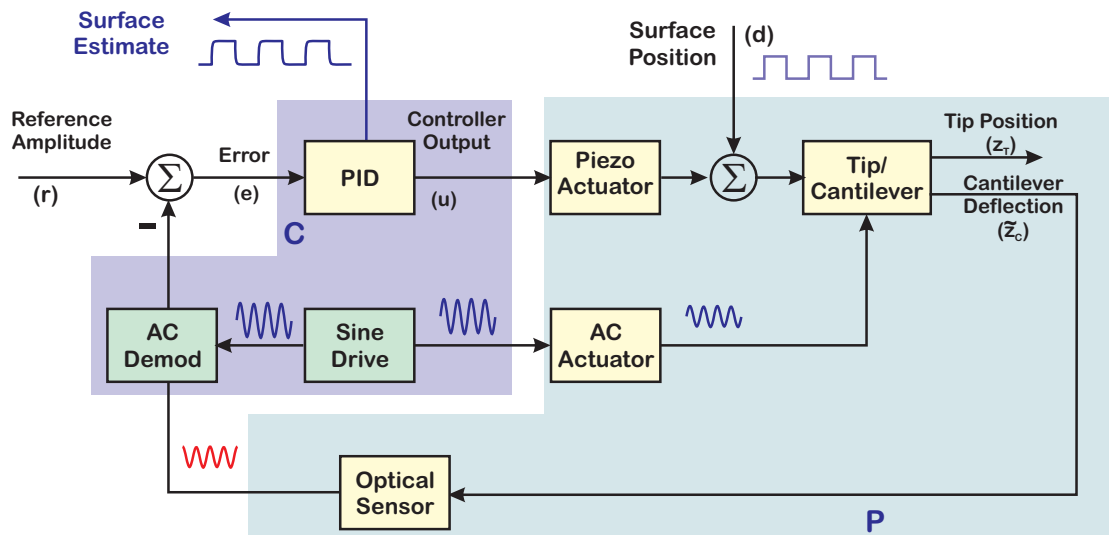 Surface
Estimate
Surface
Position
(d)
Reference
Amplitude
(r)
Σ
Error
(e)
PID
Controller
Output
(u)
Piezo
Actuator
Σ
Tip/
Cantilever
Tip Position
(z_T)
Cantilever
Deflection
(z̃_C)
-
C
AC
Demod
Sine
Drive
AC
Actuator
Optical
Sensor
P